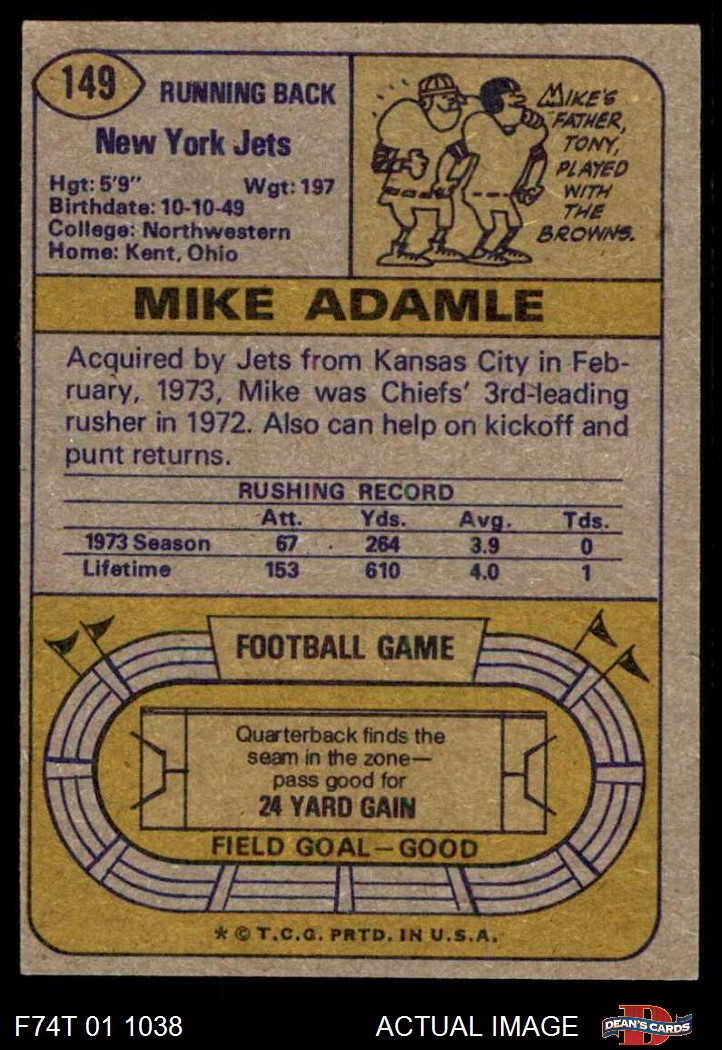 149
RUNNING BACK
New York Jets
Hgt: 5'9" Wgt: 197
Birthdate: 10-10-49
College: Northwestern
Home: Kent, Ohio
MIKE'S
FATHER,
TONY,
PLAYED
WITH
THE
BROWNS.
MIKE ADAMLE
Acquired by Jets from Kansas City in Feb-
ruary, 1973, Mike was Chiefs' 3rd-leading
rusher in 1972. Also can help on kickoff and
punt returns.
RUSHING RECORD
Att. Yds. Avg. Tds.
1973 Season 67 264 3.9 0
Lifetime 153 610 4.0 1
FOOTBALL GAME
Quarterback finds the
seam in the zone—
pass good for
24 YARD GAIN
FIELD GOAL—GOOD
* © T.C.G. PRTD. IN U.S.A.
F74T 01 1038 ACTUAL IMAGE
D
DEAN'S CARDS